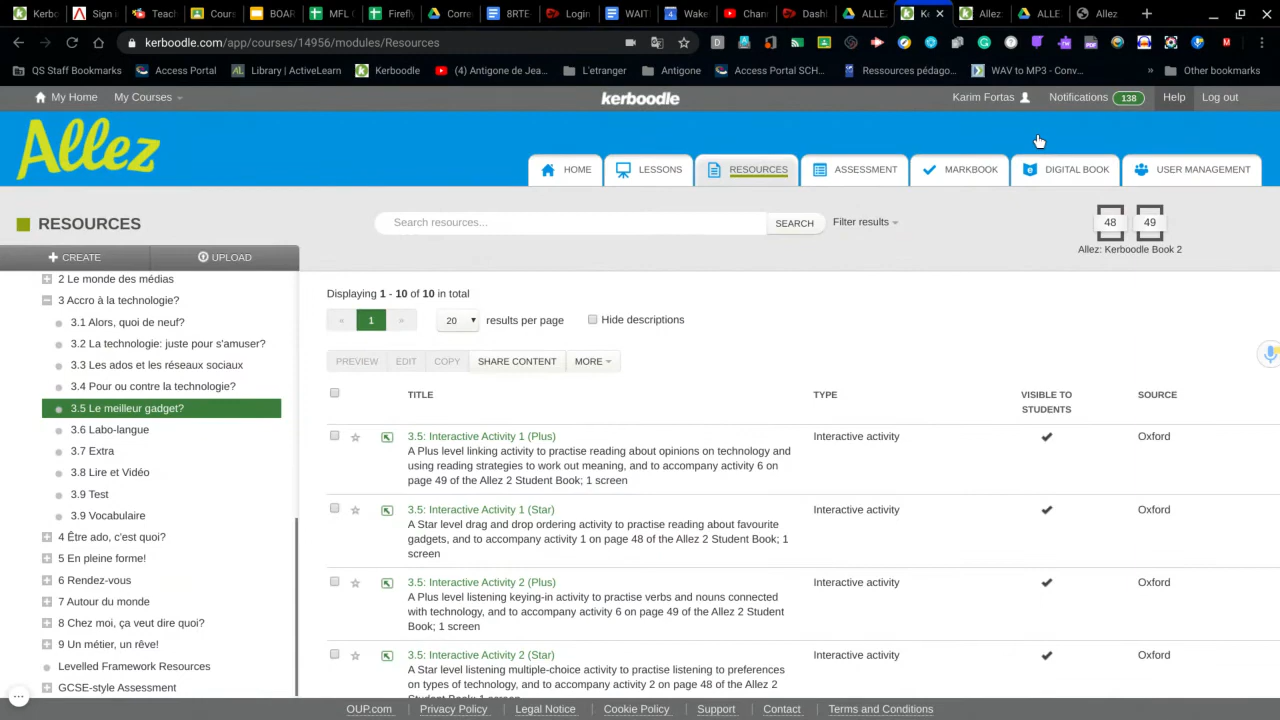 Kerb
Sign i
Teach
Cours
BOAR
MFL C
Firefly
Corre
8RTE
Login
WAIT
Wake
Chan
Dash
ALLE
Ke
Allez:
ALLE
Allez
kerboodle.com/app/courses/14956/modules/Resources
QS Staff Bookmarks
Access Portal
Library | ActiveLearn
Kerboodle
(4) Antigone de Jea...
L'etranger
Antigone
Access Portal SCH...
Ressources pédago...
WAV to MP3 - Conv...
» Other bookmarks
My Home
My Courses
kerboodle
Karim Fortas
Notifications 138
Help
Log out
Allez
HOME
LESSONS
RESOURCES
ASSESSMENT
MARKBOOK
DIGITAL BOOK
USER MANAGEMENT
RESOURCES
Search resources...
SEARCH
Filter results
48 49
Allez: Kerboodle Book 2
CREATE
UPLOAD
2 Le monde des médias
3 Accro à la technologie?
3.1 Alors, quoi de neuf?
3.2 La technologie: juste pour s'amuser?
3.3 Les ados et les réseaux sociaux
3.4 Pour ou contre la technologie?
3.5 Le meilleur gadget?
3.6 Labo-langue
3.7 Extra
3.8 Lire et Vidéo
3.9 Test
3.9 Vocabulaire
4 Être ado, c'est quoi?
5 En pleine forme!
6 Rendez-vous
7 Autour du monde
8 Chez moi, ça veut dire quoi?
9 Un métier, un rêve!
Levelled Framework Resources
GCSE-style Assessment
Displaying 1 - 10 of 10 in total
« 1 »
20 results per page
Hide descriptions
PREVIEW EDIT COPY SHARE CONTENT MORE
TITLE
TYPE
VISIBLE TO
STUDENTS
SOURCE
3.5: Interactive Activity 1 (Plus)
Interactive activity
Oxford
A Plus level linking activity to practise reading about opinions on technology and
using reading strategies to work out meaning, and to accompany activity 6 on
page 49 of the Allez 2 Student Book; 1 screen
3.5: Interactive Activity 1 (Star)
Interactive activity
Oxford
A Star level drag and drop ordering activity to practise reading about favourite
gadgets, and to accompany activity 1 on page 48 of the Allez 2 Student Book; 1
screen
3.5: Interactive Activity 2 (Plus)
Interactive activity
Oxford
A Plus level listening keying-in activity to practise verbs and nouns connected
with technology, and to accompany activity 6 on page 49 of the Allez 2 Student
Book; 1 screen
3.5: Interactive Activity 2 (Star)
Interactive activity
Oxford
A Star level listening multiple-choice activity to practise listening to preferences
on types of technology, and to accompany activity 2 on page 48 of the Allez 2
Student Book; 1 screen
OUP.com | Privacy Policy | Legal Notice | Cookie Policy | Support | Contact | Terms and Conditions